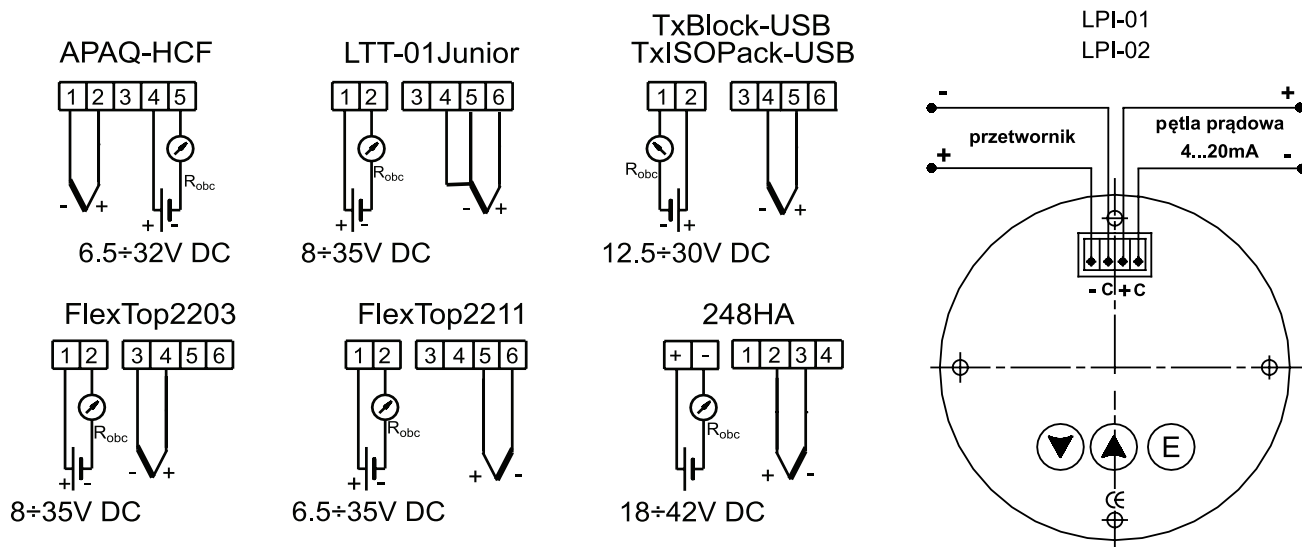 APAQ-HCF
1 2 3 4 5
Robc
- + + -
6.5÷32V DC
LTT-01Junior
1 2 3 4 5 6
Robc
+ - - +
8÷35V DC
TxBlock-USB
TxISOPack-USB
1 2 3 4 5 6
Robc
- + - +
12.5÷30V DC
LPI-01
LPI-02
- +
przetwornik
pętla prądowa
4...20mA
+ -
- C + C
E
CE
FlexTop2203
1 2 3 4 5 6
Robc
+ - - +
8÷35V DC
FlexTop2211
1 2 3 4 5 6
Robc
+ - + -
6.5÷35V DC
248HA
+ - 1 2 3 4
Robc
+ - + -
18÷42V DC